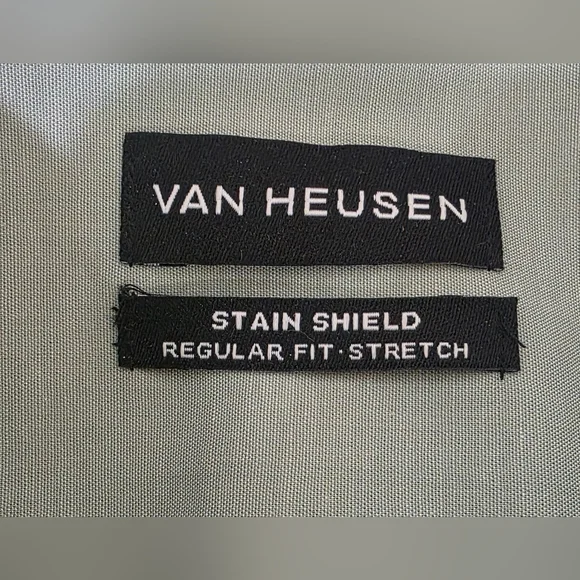 VAN HEUSEN
STAIN SHIELD
REGULAR FIT·STRETCH